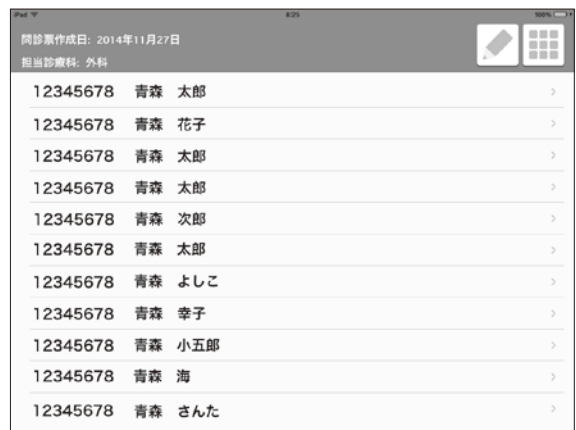 iPad 8:25 100%
問診票作成日: 2014年11月27日
担当診療科: 外科
12345678 青森 太郎
12345678 青森 花子
12345678 青森 太郎
12345678 青森 太郎
12345678 青森 次郎
12345678 青森 太郎
12345678 青森 よしこ
12345678 青森 幸子
12345678 青森 小五郎
12345678 青森 海
12345678 青森 さんた